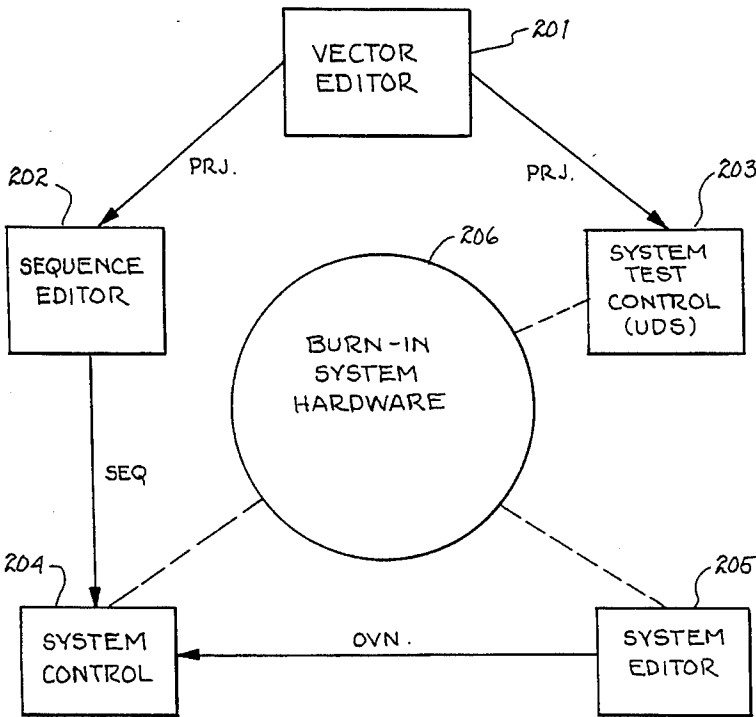 201
VECTOR
EDITOR
PRJ.
PRJ.
202
203
SEQUENCE
EDITOR
206
SYSTEM
TEST
CONTROL
(UDS)
BURN-IN
SYSTEM
HARDWARE
SEQ
204
205
SYSTEM
CONTROL
OVN.
SYSTEM
EDITOR